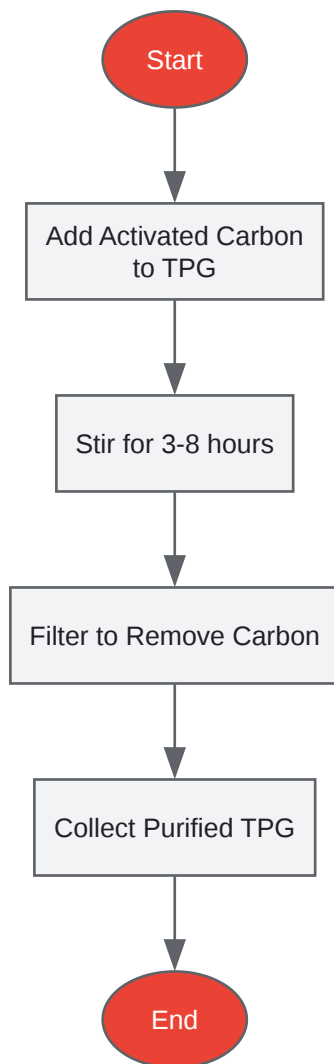 Start
Add Activated Carbon
to TPG
Stir for 3-8 hours
Filter to Remove Carbon
Collect Purified TPG
End